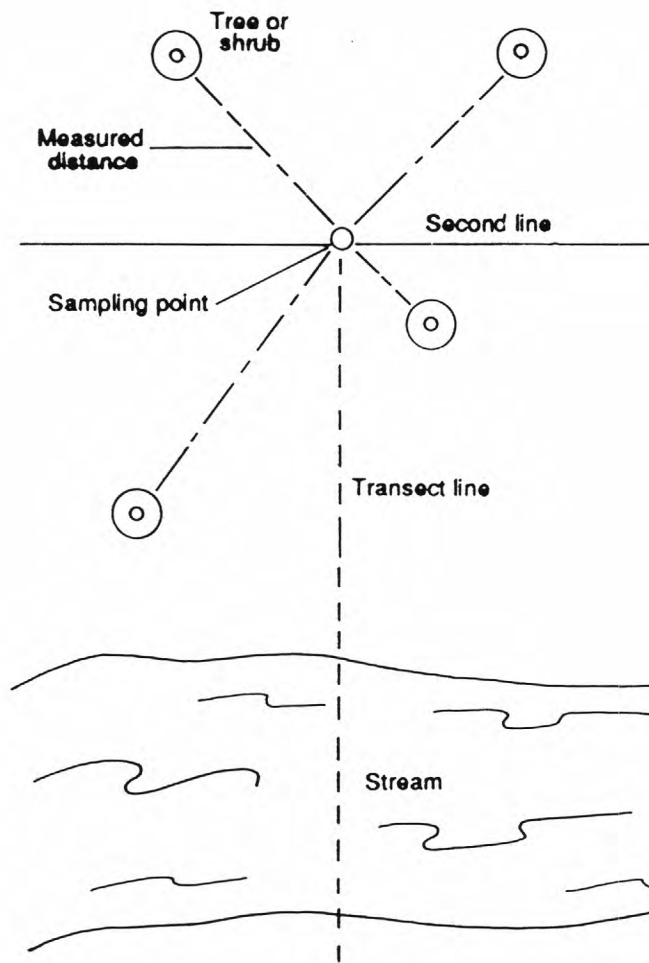 Tree or
shrub
Measured
distance
Second line
Sampling point
Transect line
Stream